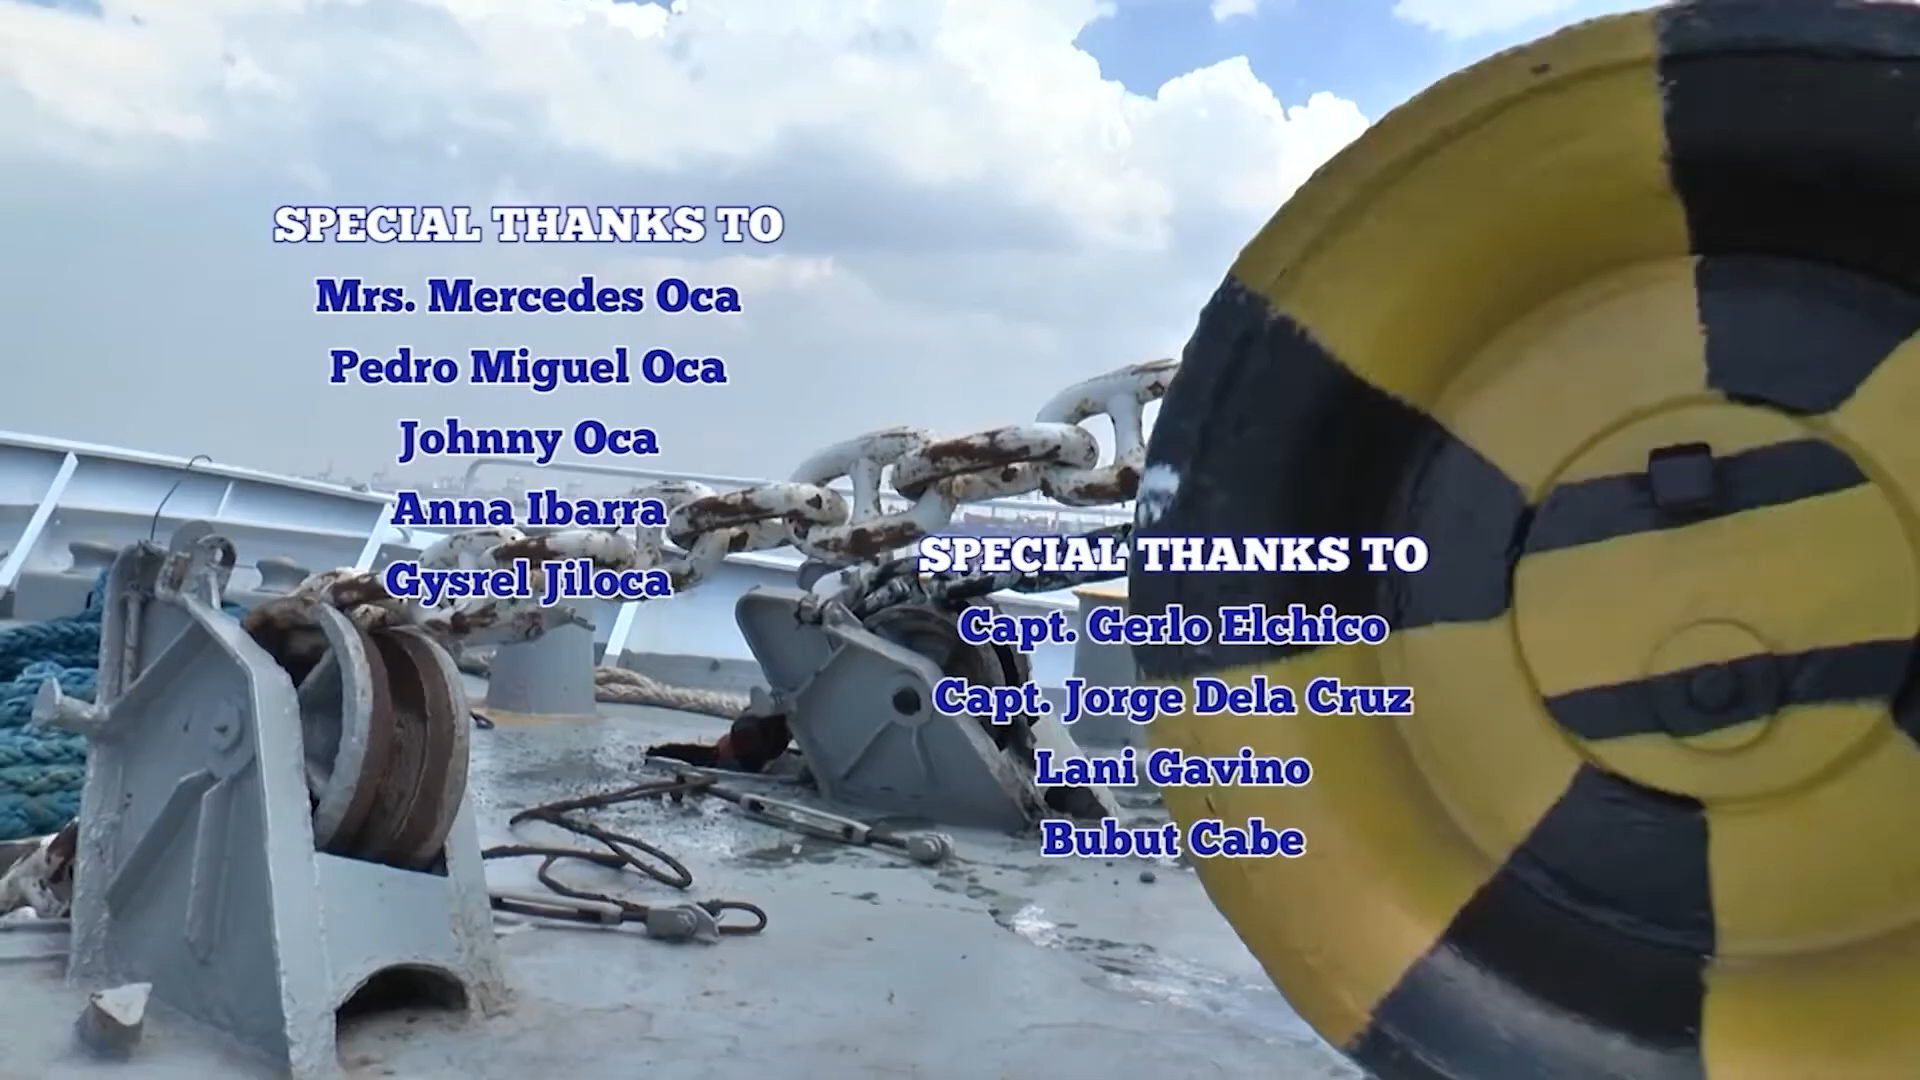 SPECIAL THANKS TO
Mrs. Mercedes Oca
Pedro Miguel Oca
Johnny Oca
Anna Ibarra
Gysrel Jiloca
SPECIAL THANKS TO
Capt. Gerlo Elchico
Capt. Jorge Dela Cruz
Lani Gavino
Bubut Cabe